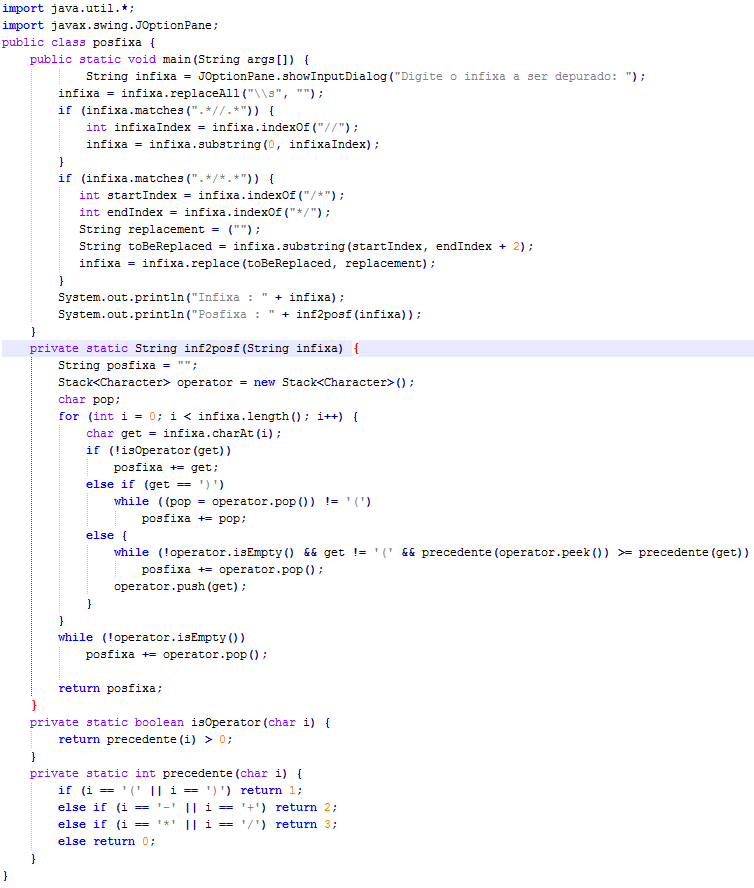 import java.util.*;
import javax.swing.JOptionPane;
public class posfixa {
    public static void main(String args[]) {
            String infixa = JOptionPane.showInputDialog("Digite o infixa a ser depurado: ");
        infixa = infixa.replaceAll("\\s", "");
        if (infixa.matches(".*//.*")) {
            int infixaIndex = infixa.indexOf("//");
            infixa = infixa.substring(0, infixaIndex);
        }
        if (infixa.matches(".*/*.*")) {
           int startIndex = infixa.indexOf("/*");
           int endIndex = infixa.indexOf("*/");
           String replacement = ("");
           String toBeReplaced = infixa.substring(startIndex, endIndex + 2);
           infixa = infixa.replace(toBeReplaced, replacement);
        }
        System.out.println("Infixa : " + infixa);
        System.out.println("Posfixa : " + inf2posf(infixa));
    }
    private static String inf2posf(String infixa) {
        String posfixa = "";
        Stack<Character> operator = new Stack<Character>();
        char pop;
        for (int i = 0; i < infixa.length(); i++) {
            char get = infixa.charAt(i);
            if (!isOperator(get))
                posfixa += get;
            else if (get == ')')
                while ((pop = operator.pop()) != '(')
                    posfixa += pop;
            else {
                while (!operator.isEmpty() && get != '(' && precedente(operator.peek()) >= precedente(get))
                    posfixa += operator.pop();
                operator.push(get);
            }
        }
        while (!operator.isEmpty())
            posfixa += operator.pop();

        return posfixa;
    }
    private static boolean isOperator(char i) {
        return precedente(i) > 0;
    }
    private static int precedente(char i) {
        if (i == '(' || i == ')') return 1;
        else if (i == '-' || i == '+') return 2;
        else if (i == '*' || i == '/') return 3;
        else return 0;
    }
}